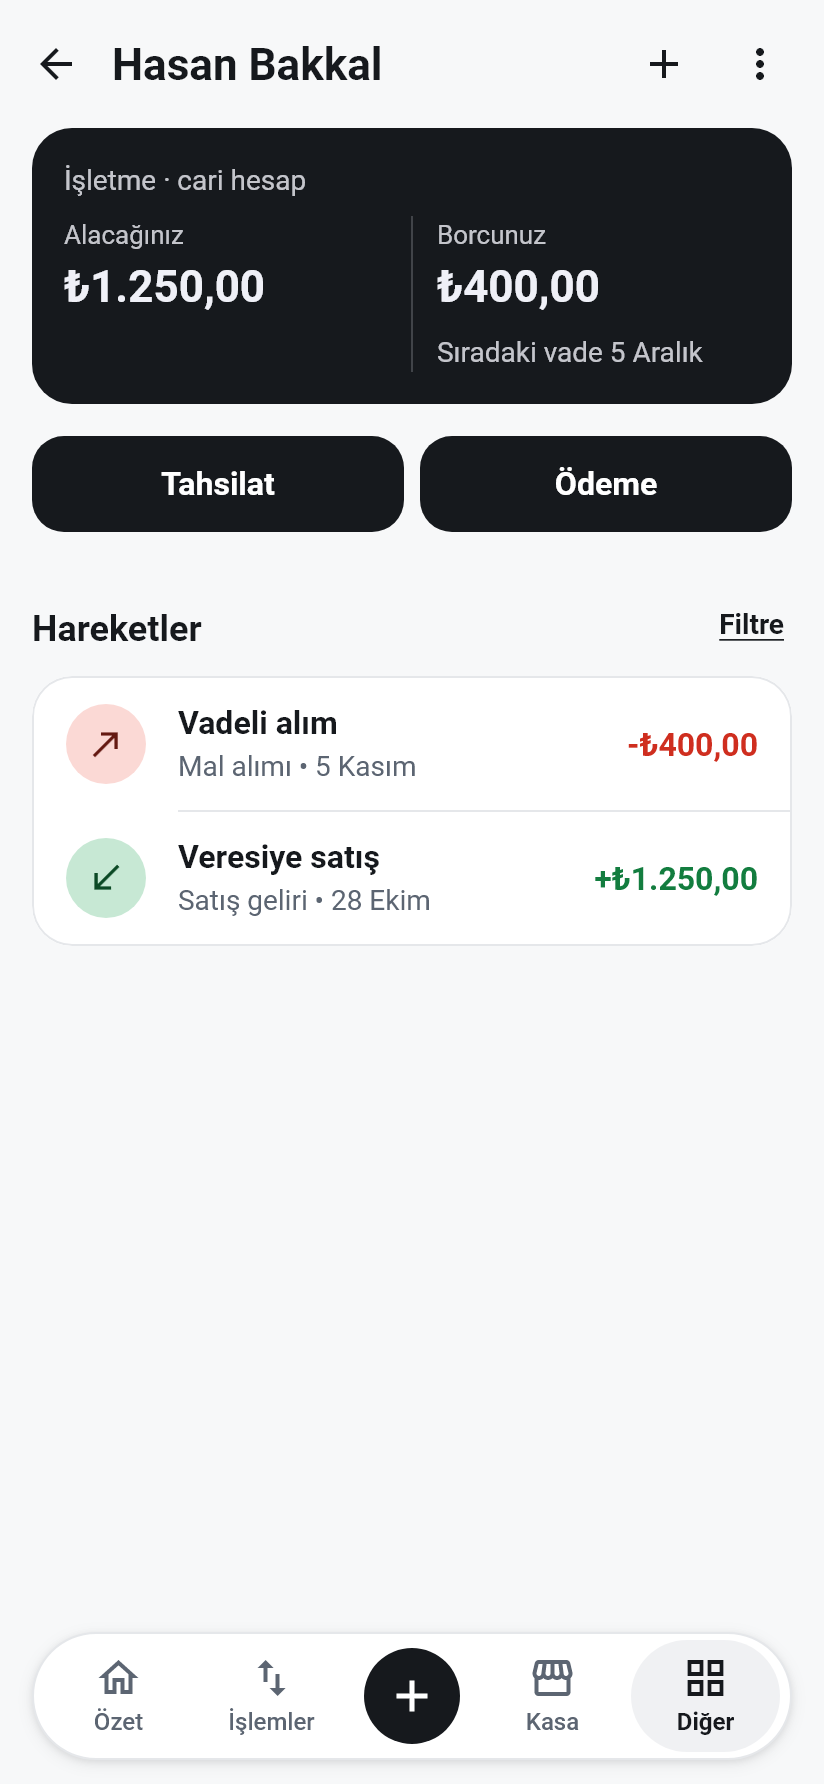 Hasan Bakkal
İşletme · cari hesap
Alacağınız
₺1.250,00
Borcunuz
₺400,00
Sıradaki vade 5 Aralık
Tahsilat
Ödeme
Hareketler
Filtre
Vadeli alım
Mal alımı • 5 Kasım
-₺400,00
Veresiye satış
Satış geliri • 28 Ekim
+₺1.250,00
Özet
İşlemler
Kasa
Diğer